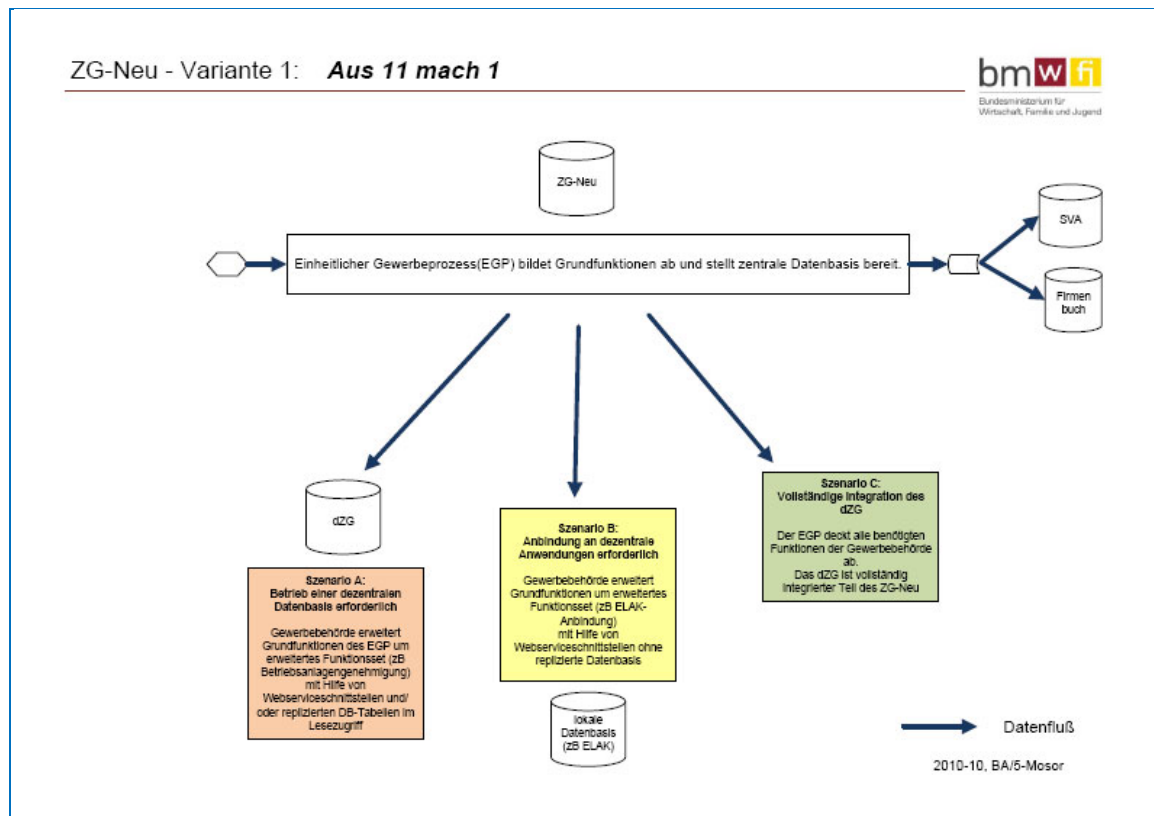 ZG-Neu - Variante 1: Aus 11 mach 1
bmwfj
Bundesministerium für
Wirtschaft, Familie und Jugend
ZG-Neu
SVA
Einheitlicher Gewerbeprozess(EGP) bildet Grundfunktionen ab und stellt zentrale Datenbasis bereit.
Firmen
buch
dZG
Szenario A:
Betrieb einer dezentralen
Datenbasis erforderlich
Gewerbebehörde erweitert
Grundfunktionen des EGP um
erweitertes Funktionsset (zB
Betriebsanlagengenehmigung)
mit Hilfe von
Webserviceschnittstellen und/
oder replizierten DB-Tabellen im
Lesezugriff
Szenario B:
Anbindung an dezentrale
Anwendungen erforderlich
Gewerbebehörde erweitert
Grundfunktionen um erweitertes
Funktionsset (zB ELAK-
Anbindung)
mit Hilfe von
Webserviceschnittstellen ohne
replizierte Datenbasis
lokale
Datenbasis
(zB ELAK)
Szenario C:
Vollständige Integration des
dZG
Der EGP deckt alle benötigten
Funktionen der Gewerbebehörde
ab.
Das dZG ist vollständig
integrierter Teil des ZG-Neu
Datenfluß
2010-10, BA/5-Mosor